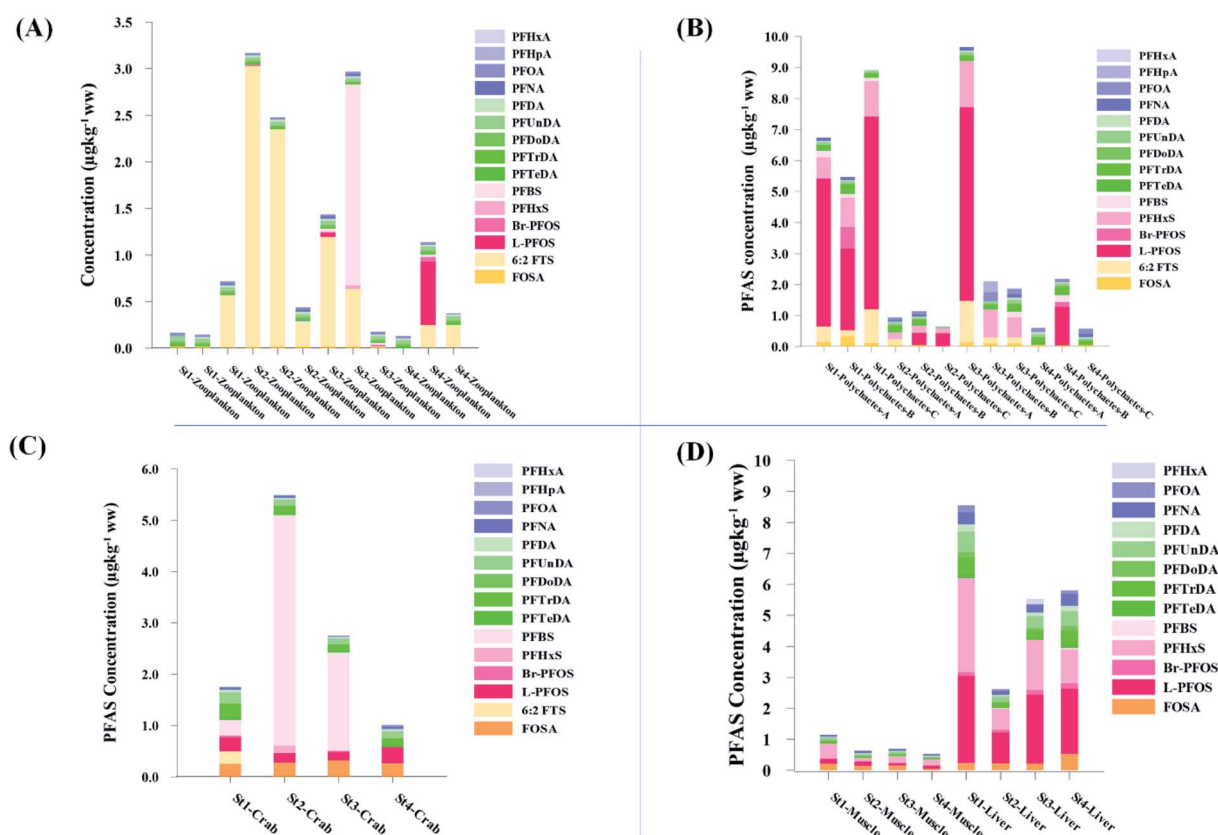 (A)
Concentration (µgkg⁻¹ ww)
3.5
3.0
2.5
2.0
1.5
1.0
0.5
0.0
St1-Zooplankton
St1-Zooplankton
St1-Zooplankton
St2-Zooplankton
St2-Zooplankton
St2-Zooplankton
St3-Zooplankton
St3-Zooplankton
St3-Zooplankton
St4-Zooplankton
St4-Zooplankton
St4-Zooplankton
PFHxA
PFHpA
PFOA
PFNA
PFDA
PFUnDA
PFDoDA
PFTrDA
PFTeDA
PFBS
PFHxS
Br-PFOS
L-PFOS
6:2 FTS
FOSA
(B)
PFAS concentration (µgkg⁻¹ ww)
10.0
9.0
8.0
7.0
6.0
5.0
4.0
3.0
2.0
1.0
0.0
St1-Polychaetes-A
St1-Polychaetes-B
St1-Polychaetes-C
St2-Polychaetes-A
St2-Polychaetes-B
St2-Polychaetes-C
St3-Polychaetes-A
St3-Polychaetes-B
St3-Polychaetes-C
St4-Polychaetes-A
St4-Polychaetes-B
St4-Polychaetes-C
PFHxA
PFHpA
PFOA
PFNA
PFDA
PFUnDA
PFDoDA
PFTrDA
PFTeDA
PFBS
PFHxS
Br-PFOS
L-PFOS
6:2 FTS
FOSA
(C)
PFAS Concentration (µgkg⁻¹ ww)
6.0
5.0
4.0
3.0
2.0
1.0
0.0
St1-Crab
St2-Crab
St3-Crab
St4-Crab
PFHxA
PFHpA
PFOA
PFNA
PFDA
PFUnDA
PFDoDA
PFTrDA
PFTeDA
PFBS
PFHxS
Br-PFOS
L-PFOS
6:2 FTS
FOSA
(D)
PFAS Concentration (µgkg⁻¹ ww)
10
9
8
7
6
5
4
3
2
1
0
St1-Muscle
St2-Muscle
St3-Muscle
St4-Muscle
St1-Liver
St2-Liver
St3-Liver
St4-Liver
PFHxA
PFOA
PFNA
PFDA
PFUnDA
PFDoDA
PFTrDA
PFTeDA
PFBS
PFHxS
Br-PFOS
L-PFOS
FOSA